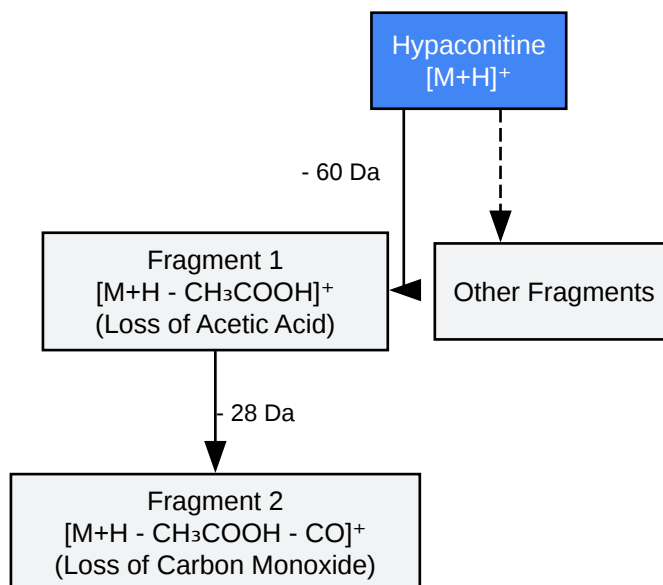 Hypaconitine
[M+H]⁺
- 60 Da
Fragment 1
[M+H - CH₃COOH]⁺
(Loss of Acetic Acid)
Other Fragments
- 28 Da
Fragment 2
[M+H - CH₃COOH - CO]⁺
(Loss of Carbon Monoxide)